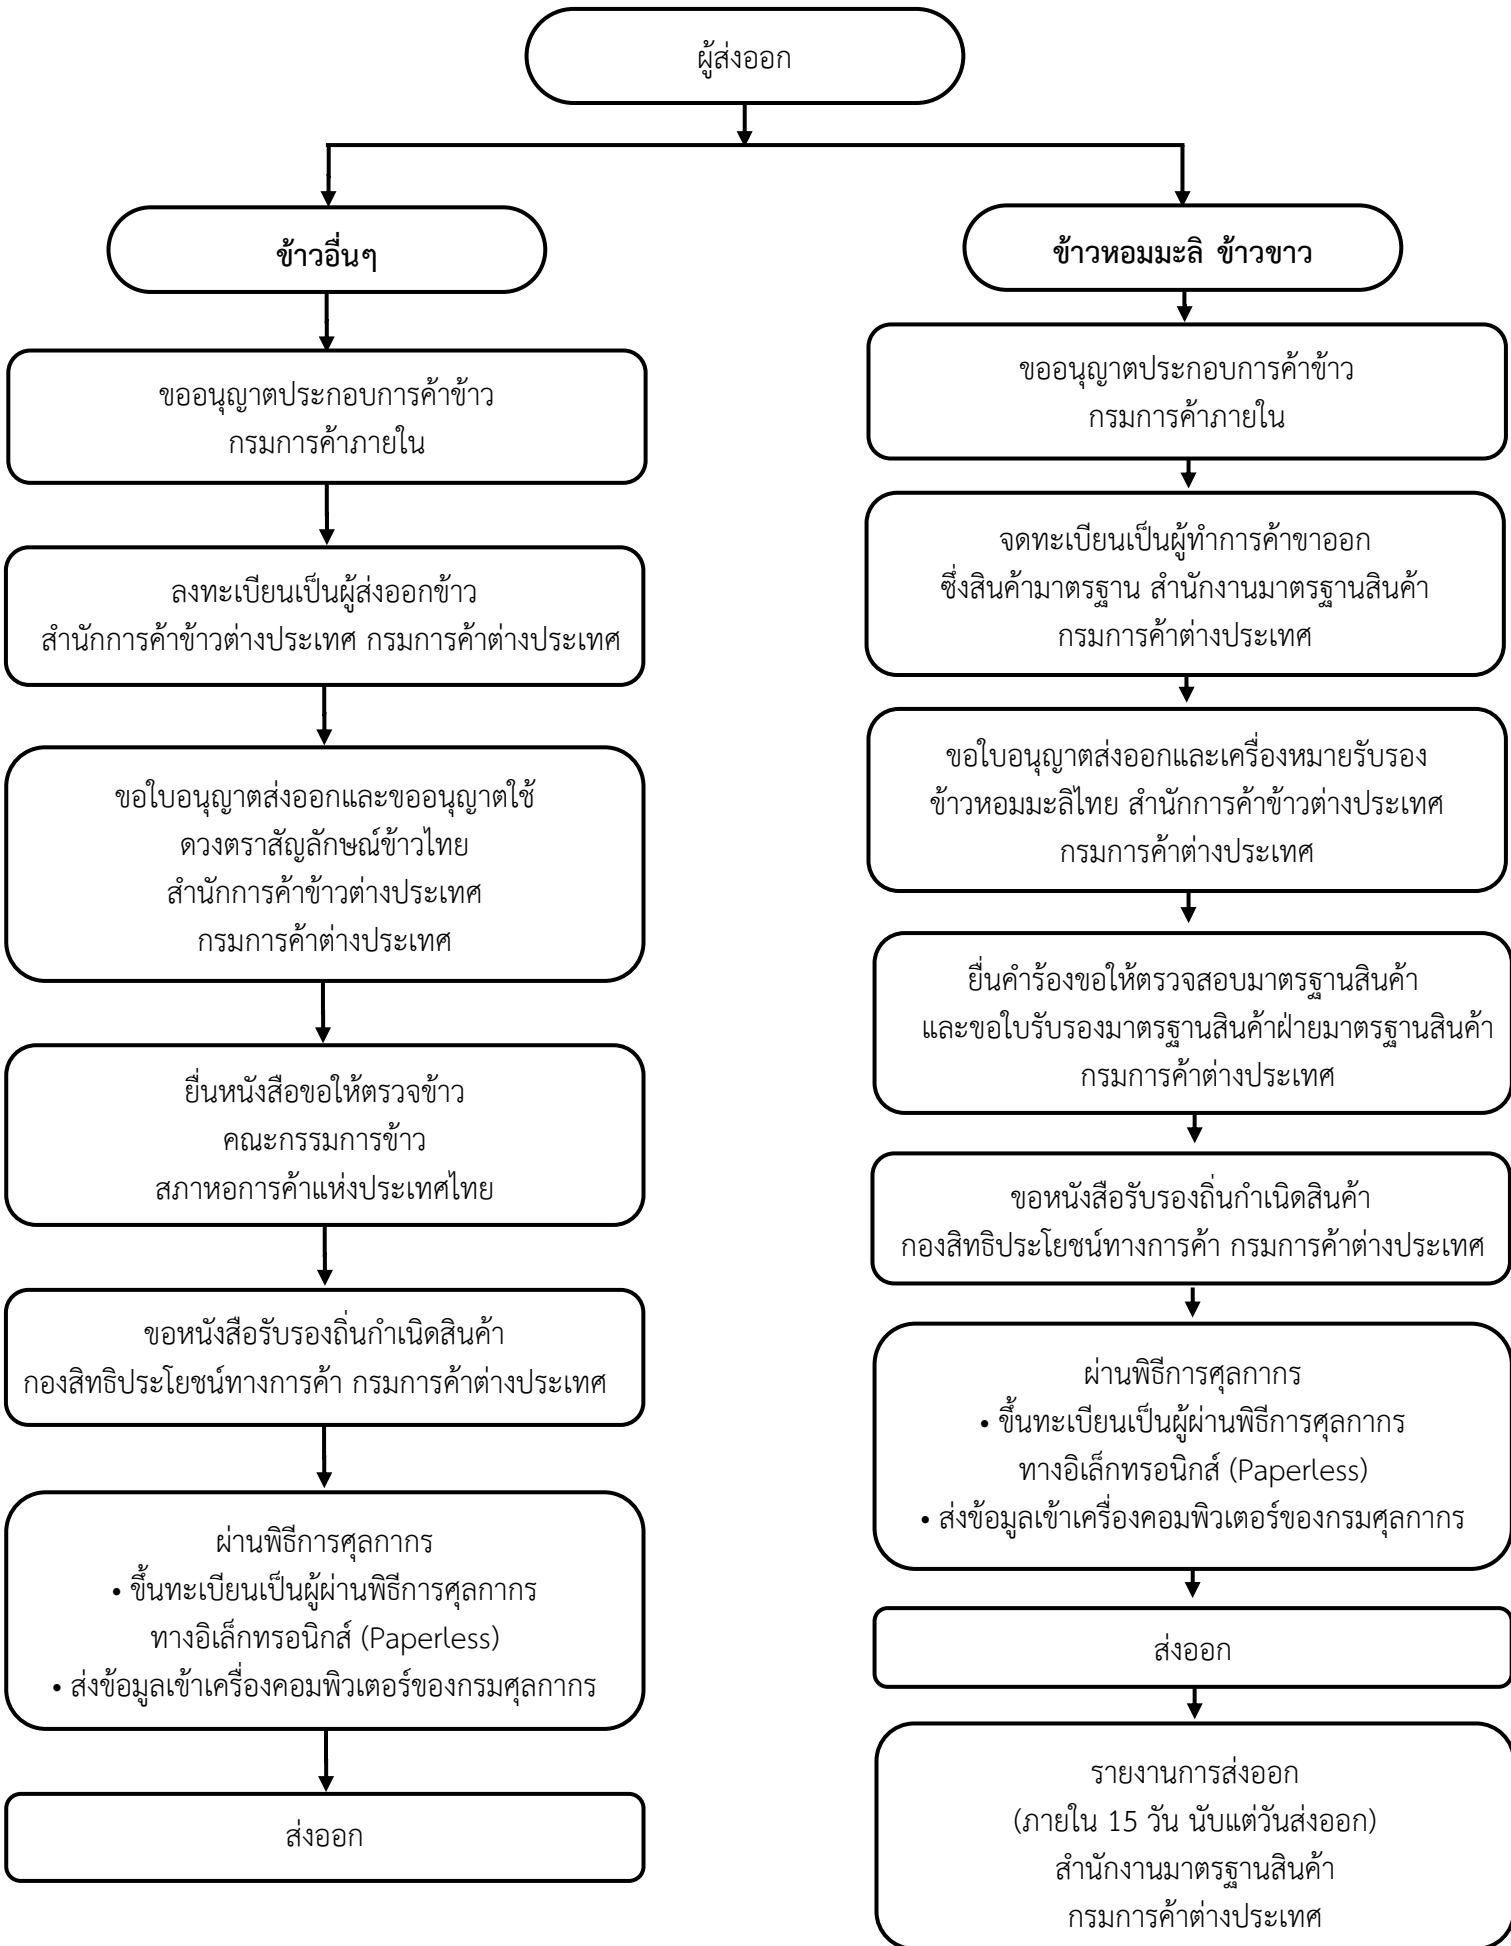 ผู้ส่งออก
ข้าวอื่นๆ
ขออนุญาตประกอบการค้าข้าว
กรมการค้าภายใน
ลงทะเบียนเป็นผู้ส่งออกข้าว
สำนักการค้าข้าวต่างประเทศ กรมการค้าต่างประเทศ
ขอใบอนุญาตส่งออกและขออนุญาตใช้
ดวงตราสัญลักษณ์ข้าวไทย
สำนักการค้าข้าวต่างประเทศ
กรมการค้าต่างประเทศ
ยื่นหนังสือขอให้ตรวจข้าว
คณะกรรมการข้าว
สภาหอการค้าแห่งประเทศไทย
ขอหนังสือรับรองถิ่นกำเนิดสินค้า
กองสิทธิประโยชน์ทางการค้า กรมการค้าต่างประเทศ
ผ่านพิธีการศุลกากร
• ขึ้นทะเบียนเป็นผู้ผ่านพิธีการศุลกากร
ทางอิเล็กทรอนิกส์ (Paperless)
• ส่งข้อมูลเข้าเครื่องคอมพิวเตอร์ของกรมศุลกากร
ส่งออก
ข้าวหอมมะลิ ข้าวขาว
ขออนุญาตประกอบการค้าข้าว
กรมการค้าภายใน
จดทะเบียนเป็นผู้ทำการค้าขาออก
ซึ่งสินค้ามาตรฐาน สำนักงานมาตรฐานสินค้า
กรมการค้าต่างประเทศ
ขอใบอนุญาตส่งออกและเครื่องหมายรับรอง
ข้าวหอมมะลิไทย สำนักการค้าข้าวต่างประเทศ
กรมการค้าต่างประเทศ
ยื่นคำร้องขอให้ตรวจสอบมาตรฐานสินค้า
และขอใบรับรองมาตรฐานสินค้าฝ่ายมาตรฐานสินค้า
กรมการค้าต่างประเทศ
ขอหนังสือรับรองถิ่นกำเนิดสินค้า
กองสิทธิประโยชน์ทางการค้า กรมการค้าต่างประเทศ
ผ่านพิธีการศุลกากร
• ขึ้นทะเบียนเป็นผู้ผ่านพิธีการศุลกากร
ทางอิเล็กทรอนิกส์ (Paperless)
• ส่งข้อมูลเข้าเครื่องคอมพิวเตอร์ของกรมศุลกากร
ส่งออก
รายงานการส่งออก
(ภายใน 15 วัน นับแต่วันส่งออก)
สำนักงานมาตรฐานสินค้า
กรมการค้าต่างประเทศ